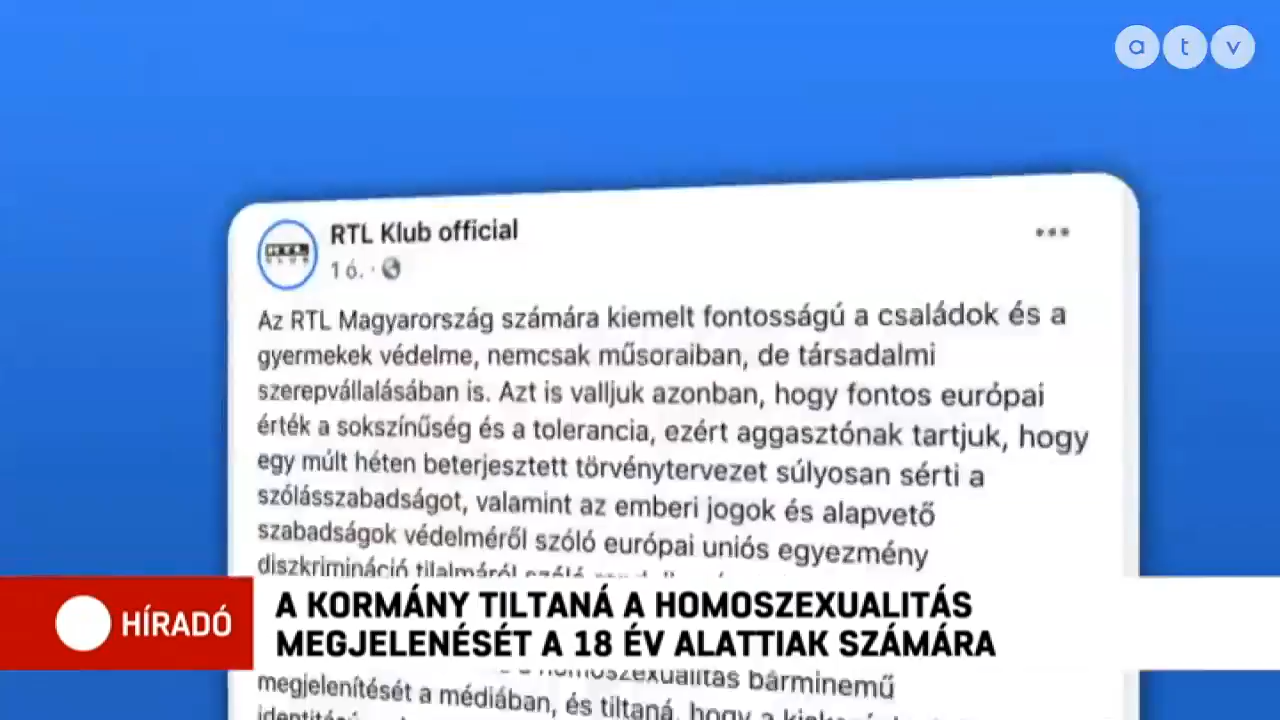 atv
RTL Klub official
1 ó. ·
Az RTL Magyarország számára kiemelt fontosságú a családok és a
gyermekek védelme, nemcsak műsoraiban, de társadalmi
szerepvállalásában is. Azt is valljuk azonban, hogy fontos európai
érték a sokszínűség és a tolerancia, ezért aggasztónak tartjuk, hogy
egy múlt héten beterjesztett törvénytervezet súlyosan sérti a
szólásszabadságot, valamint az emberi jogok és alapvető
szabadságok védelméről szóló európai uniós egyezmény
diszkrimináció tilalmáról szóló
HÍRADÓ
A KORMÁNY TILTANÁ A HOMOSZEXUALITÁS
MEGJELENÉSÉT A 18 ÉV ALATTIAK SZÁMÁRA
homoszexualitás bárminemű
megjelenítését a médiában, és tiltaná, hogy a